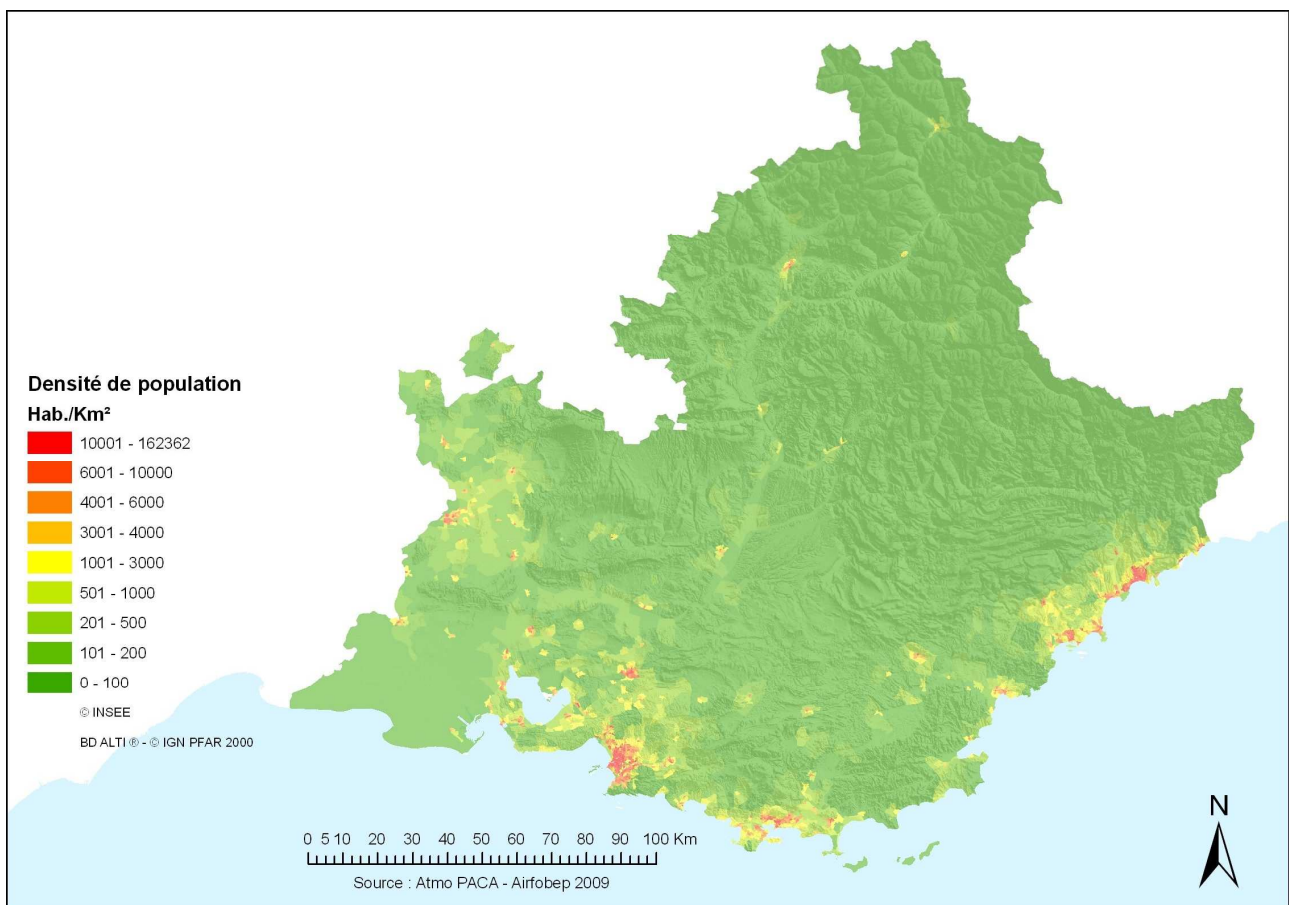 Densité de population
Hab./Km²
10001 - 162362
6001 - 10000
4001 - 6000
3001 - 4000
1001 - 3000
501 - 1000
201 - 500
101 - 200
0 - 100
© INSEE
BD ALTI ® - © IGN PFAR 2000
0 5 10 20 30 40 50 60 70 80 90 100 Km
Source : Atmo PACA - Airfobep 2009
N